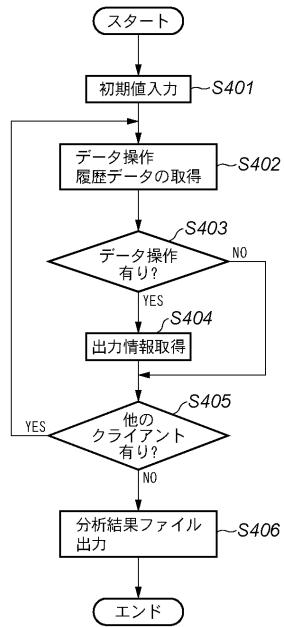 スタート
初期値入力
S401
データ操作
履歴データの取得
S402
S403
データ操作
有り?
NO
YES
S404
出力情報取得
S405
他の
クライアント
有り?
YES
NO
分析結果ファイル
出力
S406
エンド